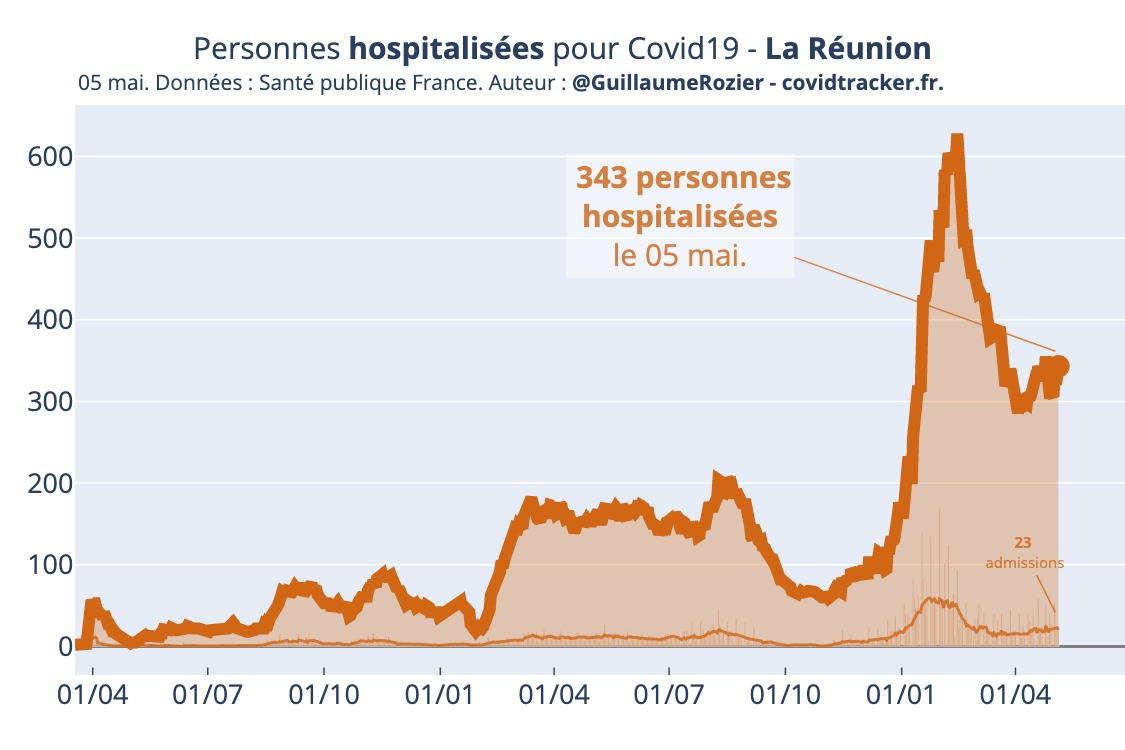 Personnes hospitalisées pour Covid19 - La Réunion
05 mai. Données : Santé publique France. Auteur : @GuillaumeRozier - covidtracker.fr.
600
343 personnes
hospitalisées
le 05 mai.
500
400
300
200
23
admissions
100
0
01/04 01/07 01/10 01/01 01/04 01/07 01/10 01/01 01/04